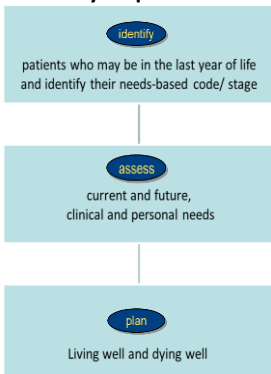 identify
patients who may be in the last year of life
and identify their needs-based code/ stage
assess
current and future,
clinical and personal needs
plan
Living well and dying well